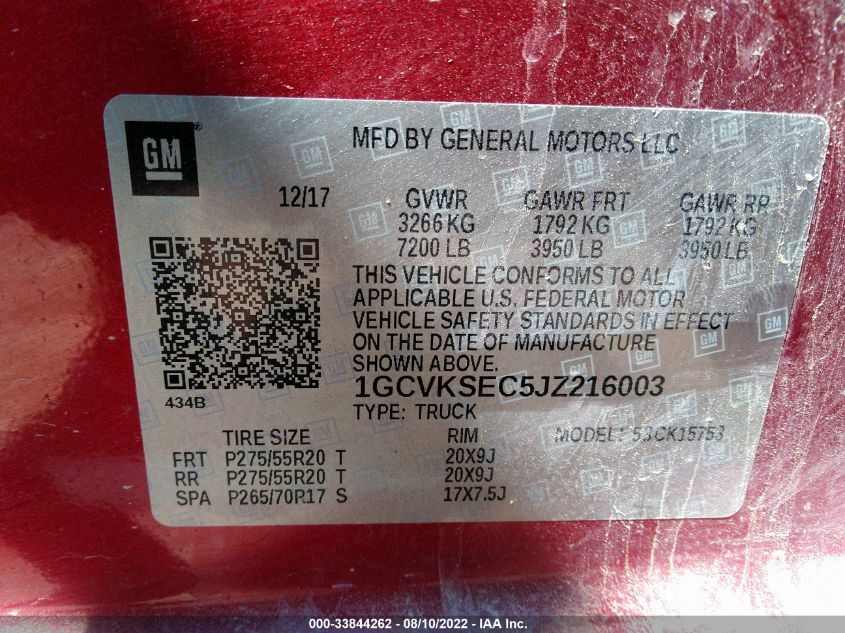 GM
MFD BY GENERAL MOTORS LLC
12/17 GVWR GAWR FRT GAWR RR
3266 KG 1792 KG 1792 KG
7200 LB 3950 LB 3950 LB
THIS VEHICLE CONFORMS TO ALL
APPLICABLE U.S. FEDERAL MOTOR
VEHICLE SAFETY STANDARDS IN EFFECT
ON THE DATE OF MANUFACTURE
SHOWN ABOVE.
434B
1GCVKSEC5JZ216003
TYPE: TRUCK
TIRE SIZE RIM MODEL: 53CK15753
FRT P275/55R20 T 20X9J
RR P275/55R20 T 20X9J
SPA P265/70R17 S 17X7.5J
000-33844262 - 08/10/2022 - IAA Inc.